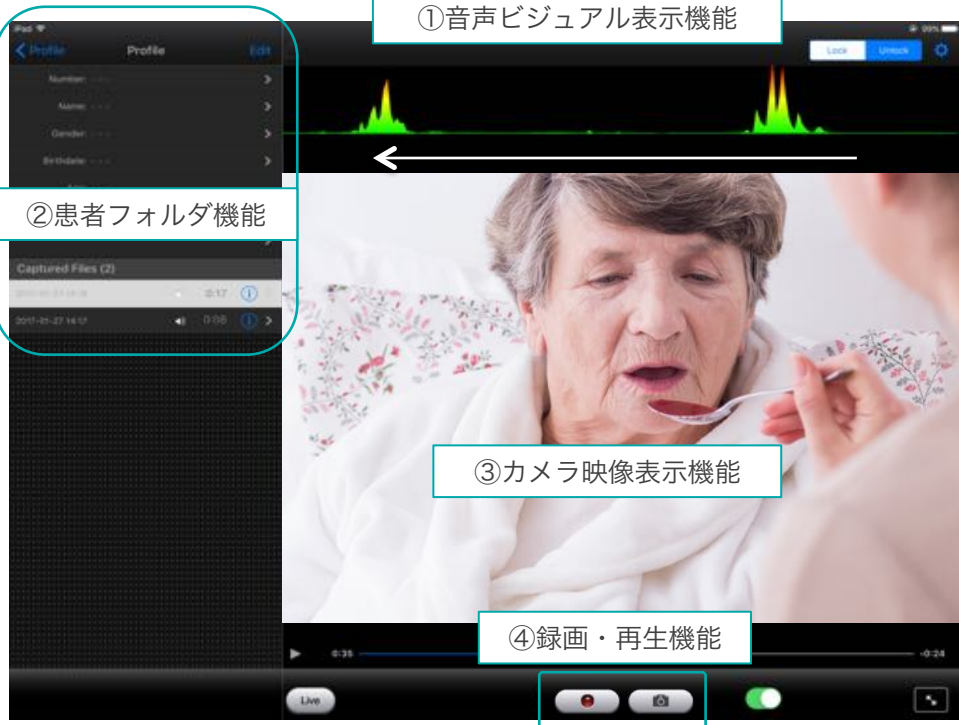 ①音声ビジュアル表示機能
iPad
99%
Profile
Profile
Edit
Lock
Unlock
Number: - - -
Name: - - -
Gender: - - -
Birthdate: - - -
②患者フォルダ機能
Captured Files (2)
0:17
2017-01-27 14:17
0:08
③カメラ映像表示機能
④録画・再生機能
0:35
-0:24
Live